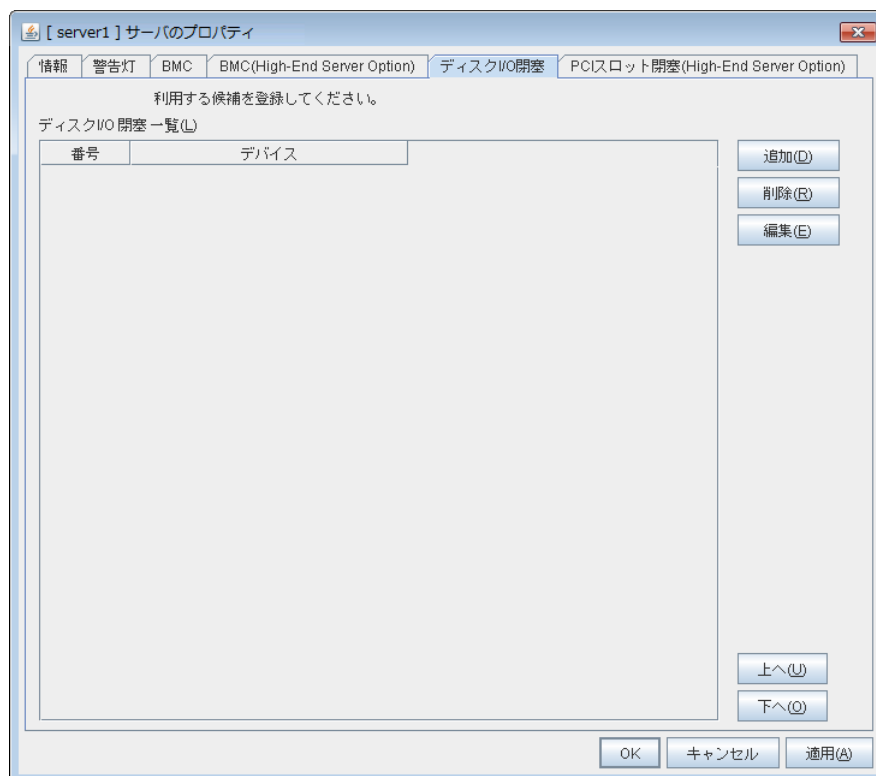 [ server1 ] サーバのプロパティ
情報 警告灯 BMC BMC(High-End Server Option) ディスクI/O閉塞 PCIスロット閉塞(High-End Server Option)
利用する候補を登録してください。
ディスクI/O 閉塞 一覧(L)
番号 デバイス
追加(D)
削除(R)
編集(E)
上へ(U)
下へ(O)
OK キャンセル 適用(A)